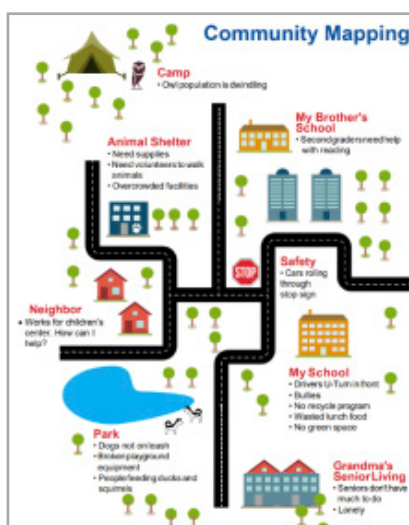 Community Mapping
Camp
• Owl population is dwindling
My Brother's
School
• Second graders need help
with reading
Animal Shelter
• Need supplies
• Need volunteers to walk
animals
• Overcrowded facilities
STOP
Safety
• Cars rolling
through
stop sign
Neighbor
• Works for children's
center. How can I
help?
My School
• Drivers U-Turn in front
• Bullies
• No recycle program
• Wasted lunch food
• No green space
Park
• Dogs not on leash
• Broken playground
equipment
• People feeding ducks and
squirrels
Grandma's
Senior Living
• Seniors don't have
much to do
• Lonely